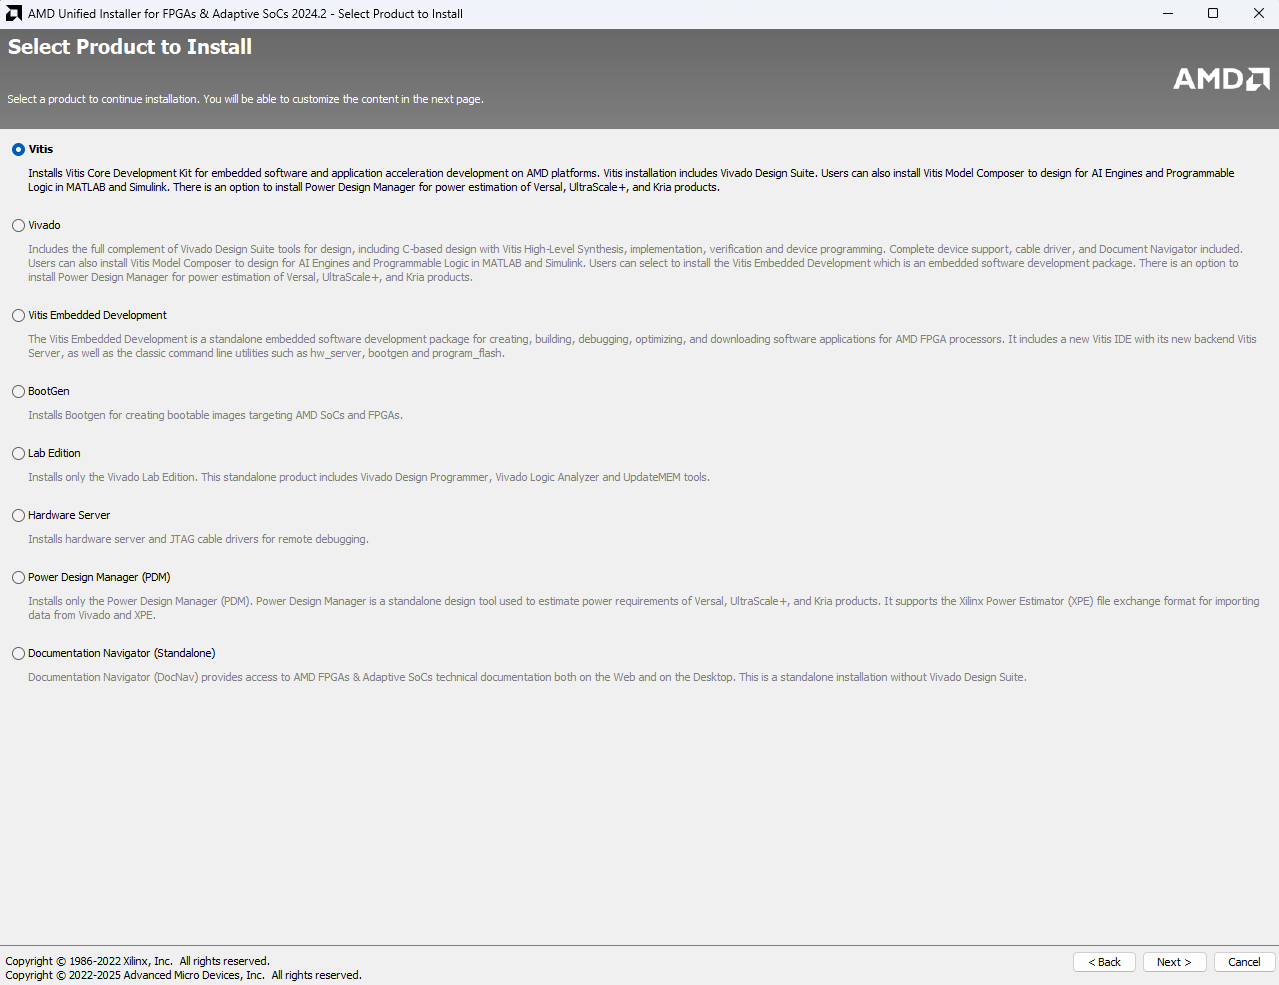 AMD Unified Installer for FPGAs & Adaptive SoCs 2024.2 - Select Product to Install
Select Product to Install
AMD
Select a product to continue installation. You will be able to customize the content in the next page.
Vitis
Installs Vitis Core Development Kit for embedded software and application acceleration development on AMD platforms. Vitis installation includes Vivado Design Suite. Users can also install Vitis Model Composer to design for AI Engines and Programmable
Logic in MATLAB and Simulink. There is an option to install Power Design Manager for power estimation of Versal, UltraScale+, and Kria products.
Vivado
Includes the full complement of Vivado Design Suite tools for design, including C-based design with Vitis High-Level Synthesis, implementation, verification and device programming. Complete device support, cable driver, and Document Navigator included.
Users can also install Vitis Model Composer to design for AI Engines and Programmable Logic in MATLAB and Simulink. Users can select to install the Vitis Embedded Development which is an embedded software development package. There is an option to
install Power Design Manager for power estimation of Versal, UltraScale+, and Kria products.
Vitis Embedded Development
The Vitis Embedded Development is a standalone embedded software development package for creating, building, debugging, optimizing, and downloading software applications for AMD FPGA processors. It includes a new Vitis IDE with its new backend Vitis
Server, as well as the classic command line utilities such as hw_server, bootgen and program_flash.
BootGen
Installs Bootgen for creating bootable images targeting AMD SoCs and FPGAs.
Lab Edition
Installs only the Vivado Lab Edition. This standalone product includes Vivado Design Programmer, Vivado Logic Analyzer and UpdateMEM tools.
Hardware Server
Installs hardware server and JTAG cable drivers for remote debugging.
Power Design Manager (PDM)
Installs only the Power Design Manager (PDM). Power Design Manager is a standalone design tool used to estimate power requirements of Versal, UltraScale+, and Kria products. It supports the Xilinx Power Estimator (XPE) file exchange format for importing
data from Vivado and XPE.
Documentation Navigator (Standalone)
Documentation Navigator (DocNav) provides access to AMD FPGAs & Adaptive SoCs technical documentation both on the Web and on the Desktop. This is a standalone installation without Vivado Design Suite.
Copyright © 1986-2022 Xilinx, Inc. All rights reserved.
Copyright © 2022-2025 Advanced Micro Devices, Inc. All rights reserved.
< Back
Next >
Cancel